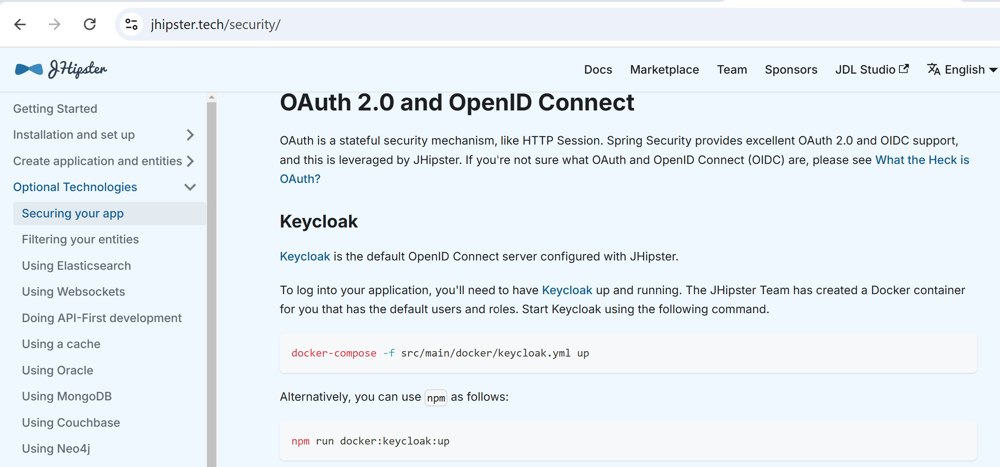 jhipster.tech/security/
JHipster
Docs Marketplace Team Sponsors JDL Studio English
Getting Started
Installation and set up
Create application and entities
Optional Technologies
Securing your app
Filtering your entities
Using Elasticsearch
Using Websockets
Doing API-First development
Using a cache
Using Oracle
Using MongoDB
Using Couchbase
Using Neo4j
OAuth 2.0 and OpenID Connect
OAuth is a stateful security mechanism, like HTTP Session. Spring Security provides excellent OAuth 2.0 and OIDC support,
and this is leveraged by JHipster. If you're not sure what OAuth and OpenID Connect (OIDC) are, please see What the Heck is
OAuth?
Keycloak
Keycloak is the default OpenID Connect server configured with JHipster.
To log into your application, you'll need to have Keycloak up and running. The JHipster Team has created a Docker container
for you that has the default users and roles. Start Keycloak using the following command.
docker-compose -f src/main/docker/keycloak.yml up
Alternatively, you can use npm as follows:
npm run docker:keycloak:up